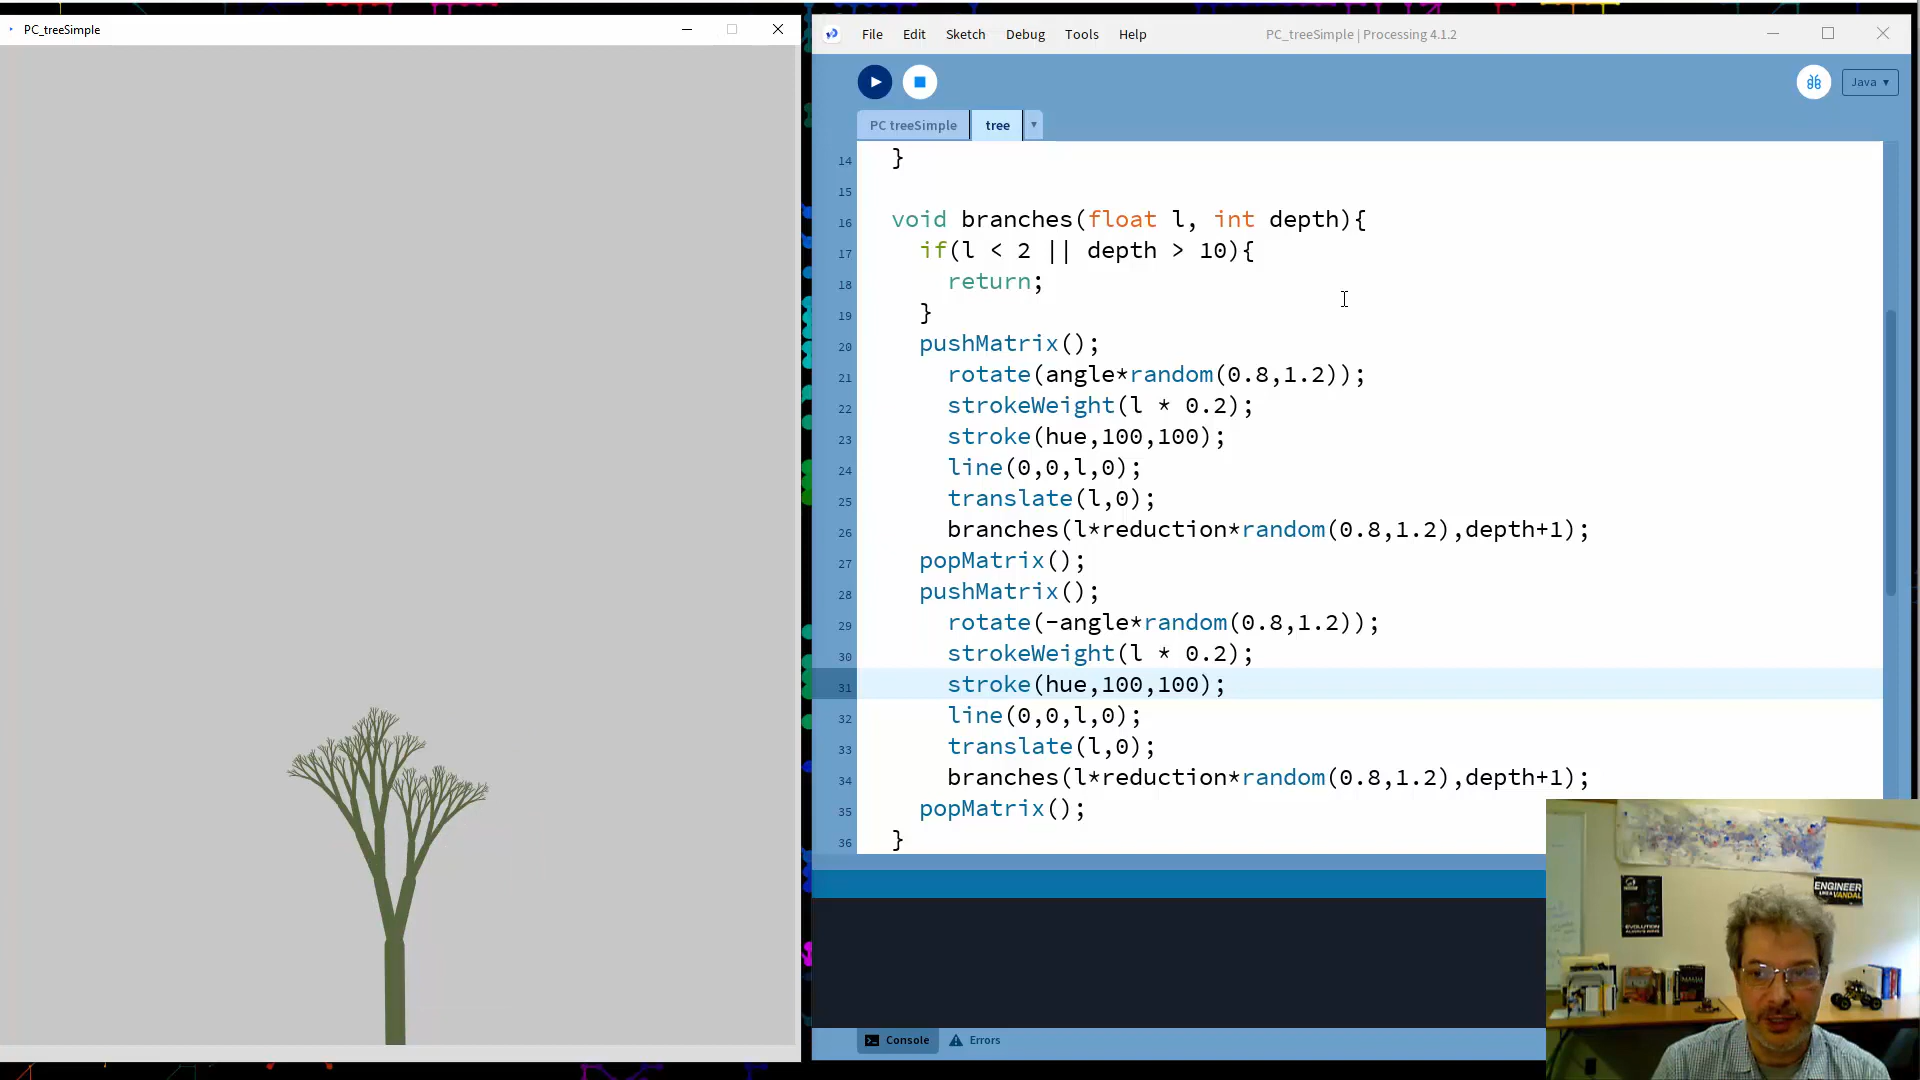 PC_treeSimple
File Edit Sketch Debug Tools Help
PC_treeSimple | Processing 4.1.2
Java ▾
PC treeSimple
tree
14 }
15
16 void branches(float l, int depth){
17 if(l < 2 || depth > 10){
18 return;
19 }
20 pushMatrix();
21 rotate(angle*random(0.8,1.2));
22 strokeWeight(l * 0.2);
23 stroke(hue,100,100);
24 line(0,0,l,0);
25 translate(l,0);
26 branches(l*reduction*random(0.8,1.2),depth+1);
27 popMatrix();
28 pushMatrix();
29 rotate(-angle*random(0.8,1.2));
30 strokeWeight(l * 0.2);
31 stroke(hue,100,100);
32 line(0,0,l,0);
33 translate(l,0);
34 branches(l*reduction*random(0.8,1.2),depth+1);
35 popMatrix();
36 }
Console
Errors
ENGINEER
LIKE A VANDAL
EVOLUTION